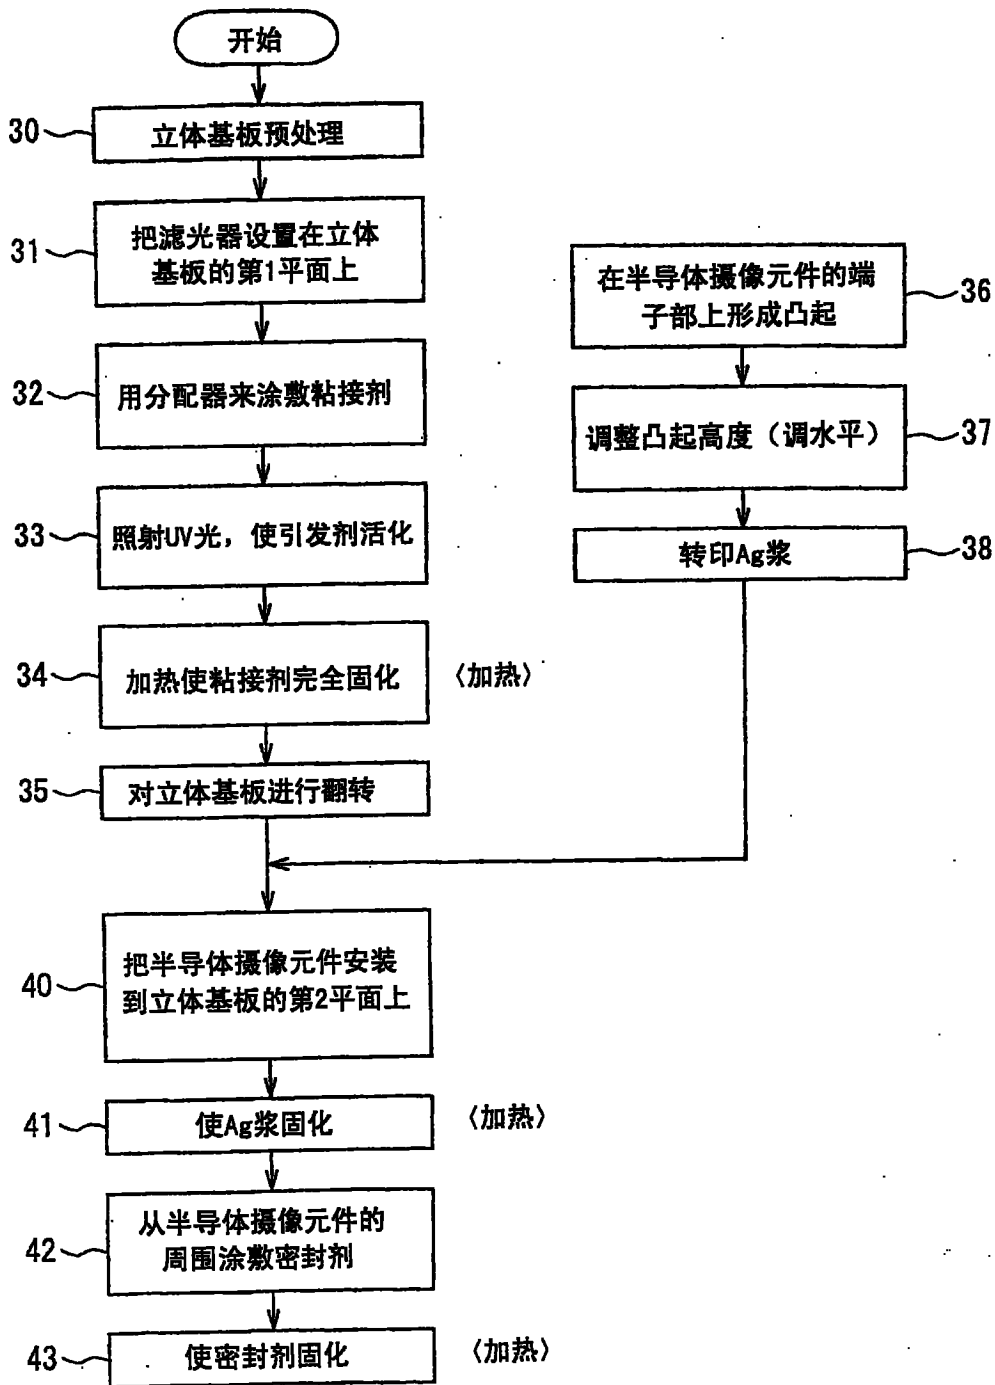 开始
30
立体基板预处理
31
把滤光器设置在立体
基板的第1平面上
32
用分配器来涂敷粘接剂
33
照射UV光，使引发剂活化
34
加热使粘接剂完全固化
〈加热〉
35
对立体基板进行翻转
在半导体摄像元件的端
子部上形成凸起
36
调整凸起高度（调水平）
37
转印Ag浆
38
40
把半导体摄像元件安装
到立体基板的第2平面上
41
使Ag浆固化
〈加热〉
42
从半导体摄像元件的
周围涂敷密封剂
43
使密封剂固化
〈加热〉